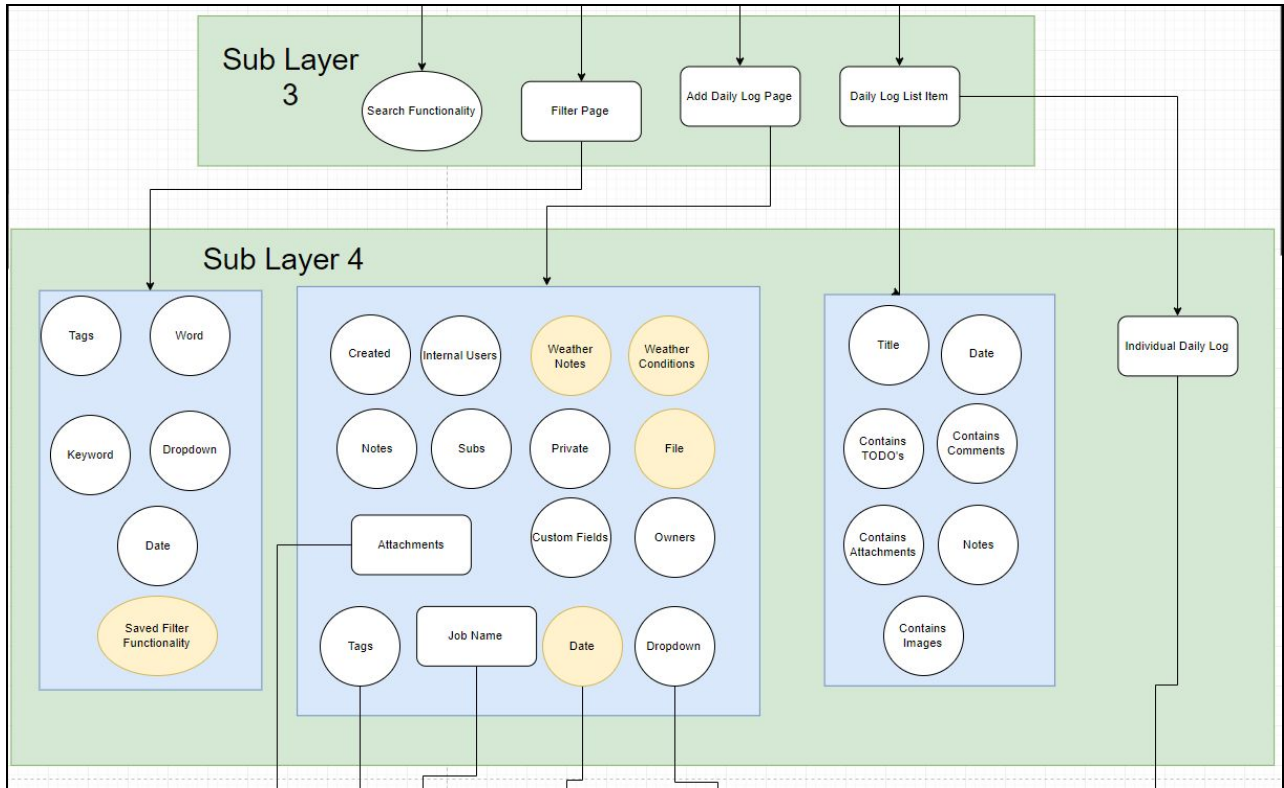 Sub Layer
3
Search Functionality
Filter Page
Add Daily Log Page
Daily Log List Item
Sub Layer 4
Tags
Word
Keyword
Dropdown
Date
Saved Filter
Functionality
Created
Internal Users
Weather
Notes
Weather
Conditions
Notes
Subs
Private
File
Attachments
Custom Fields
Owners
Tags
Job Name
Date
Dropdown
Title
Date
Contains
TODO's
Contains
Comments
Contains
Attachments
Notes
Contains
Images
Individual Daily Log